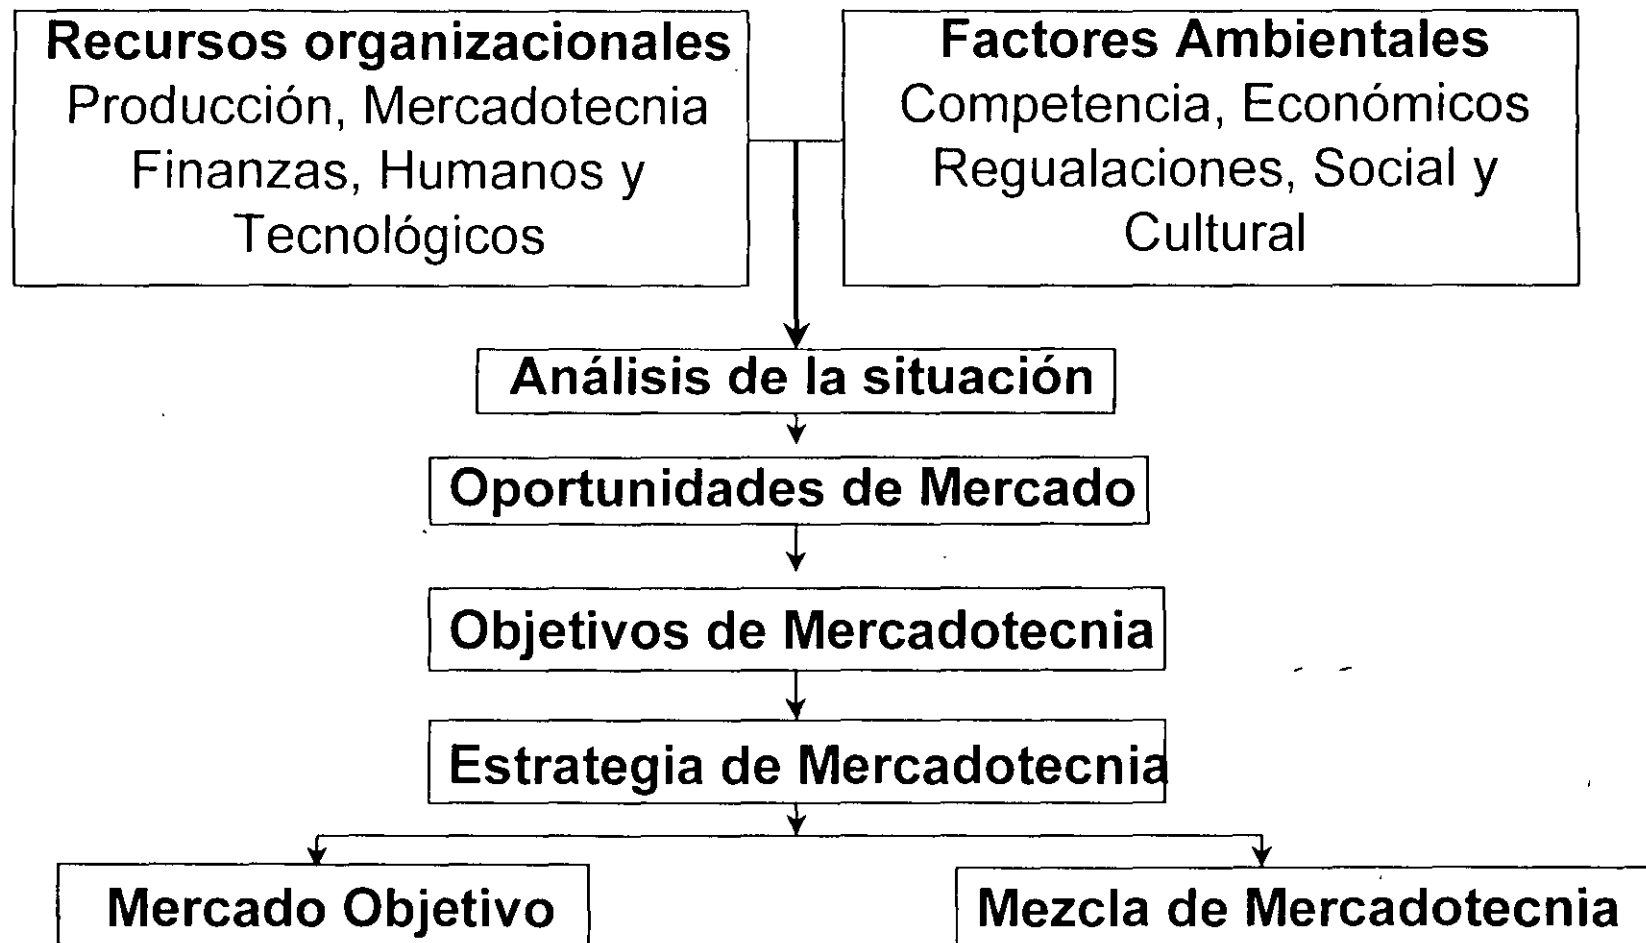 Recursos organizacionales
Producción, Mercadotecnia
Finanzas, Humanos y
Tecnológicos
Factores Ambientales
Competencia, Económicos
Regualaciones, Social y
Cultural
Análisis de la situación
Oportunidades de Mercado
Objetivos de Mercadotecnia
Estrategia de Mercadotecnia
Mercado Objetivo
Mezcla de Mercadotecnia